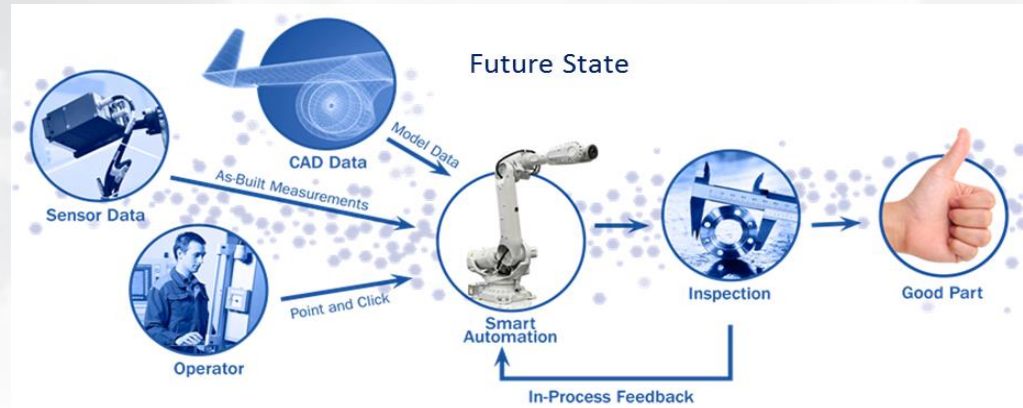 Future State
CAD Data
Model Data
Sensor Data
As-Built Measurements
Operator
Point and Click
Smart
Automation
Inspection
Good Part
In-Process Feedback